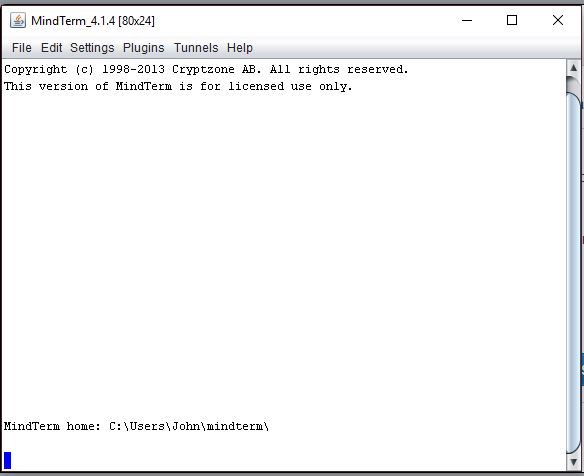 MindTerm_4.1.4 [80x24]
File Edit Settings Plugins Tunnels Help
Copyright (c) 1998-2013 Cryptzone AB. All rights reserved.
This version of MindTerm is for licensed use only.
MindTerm home: C:\Users\John\mindterm\